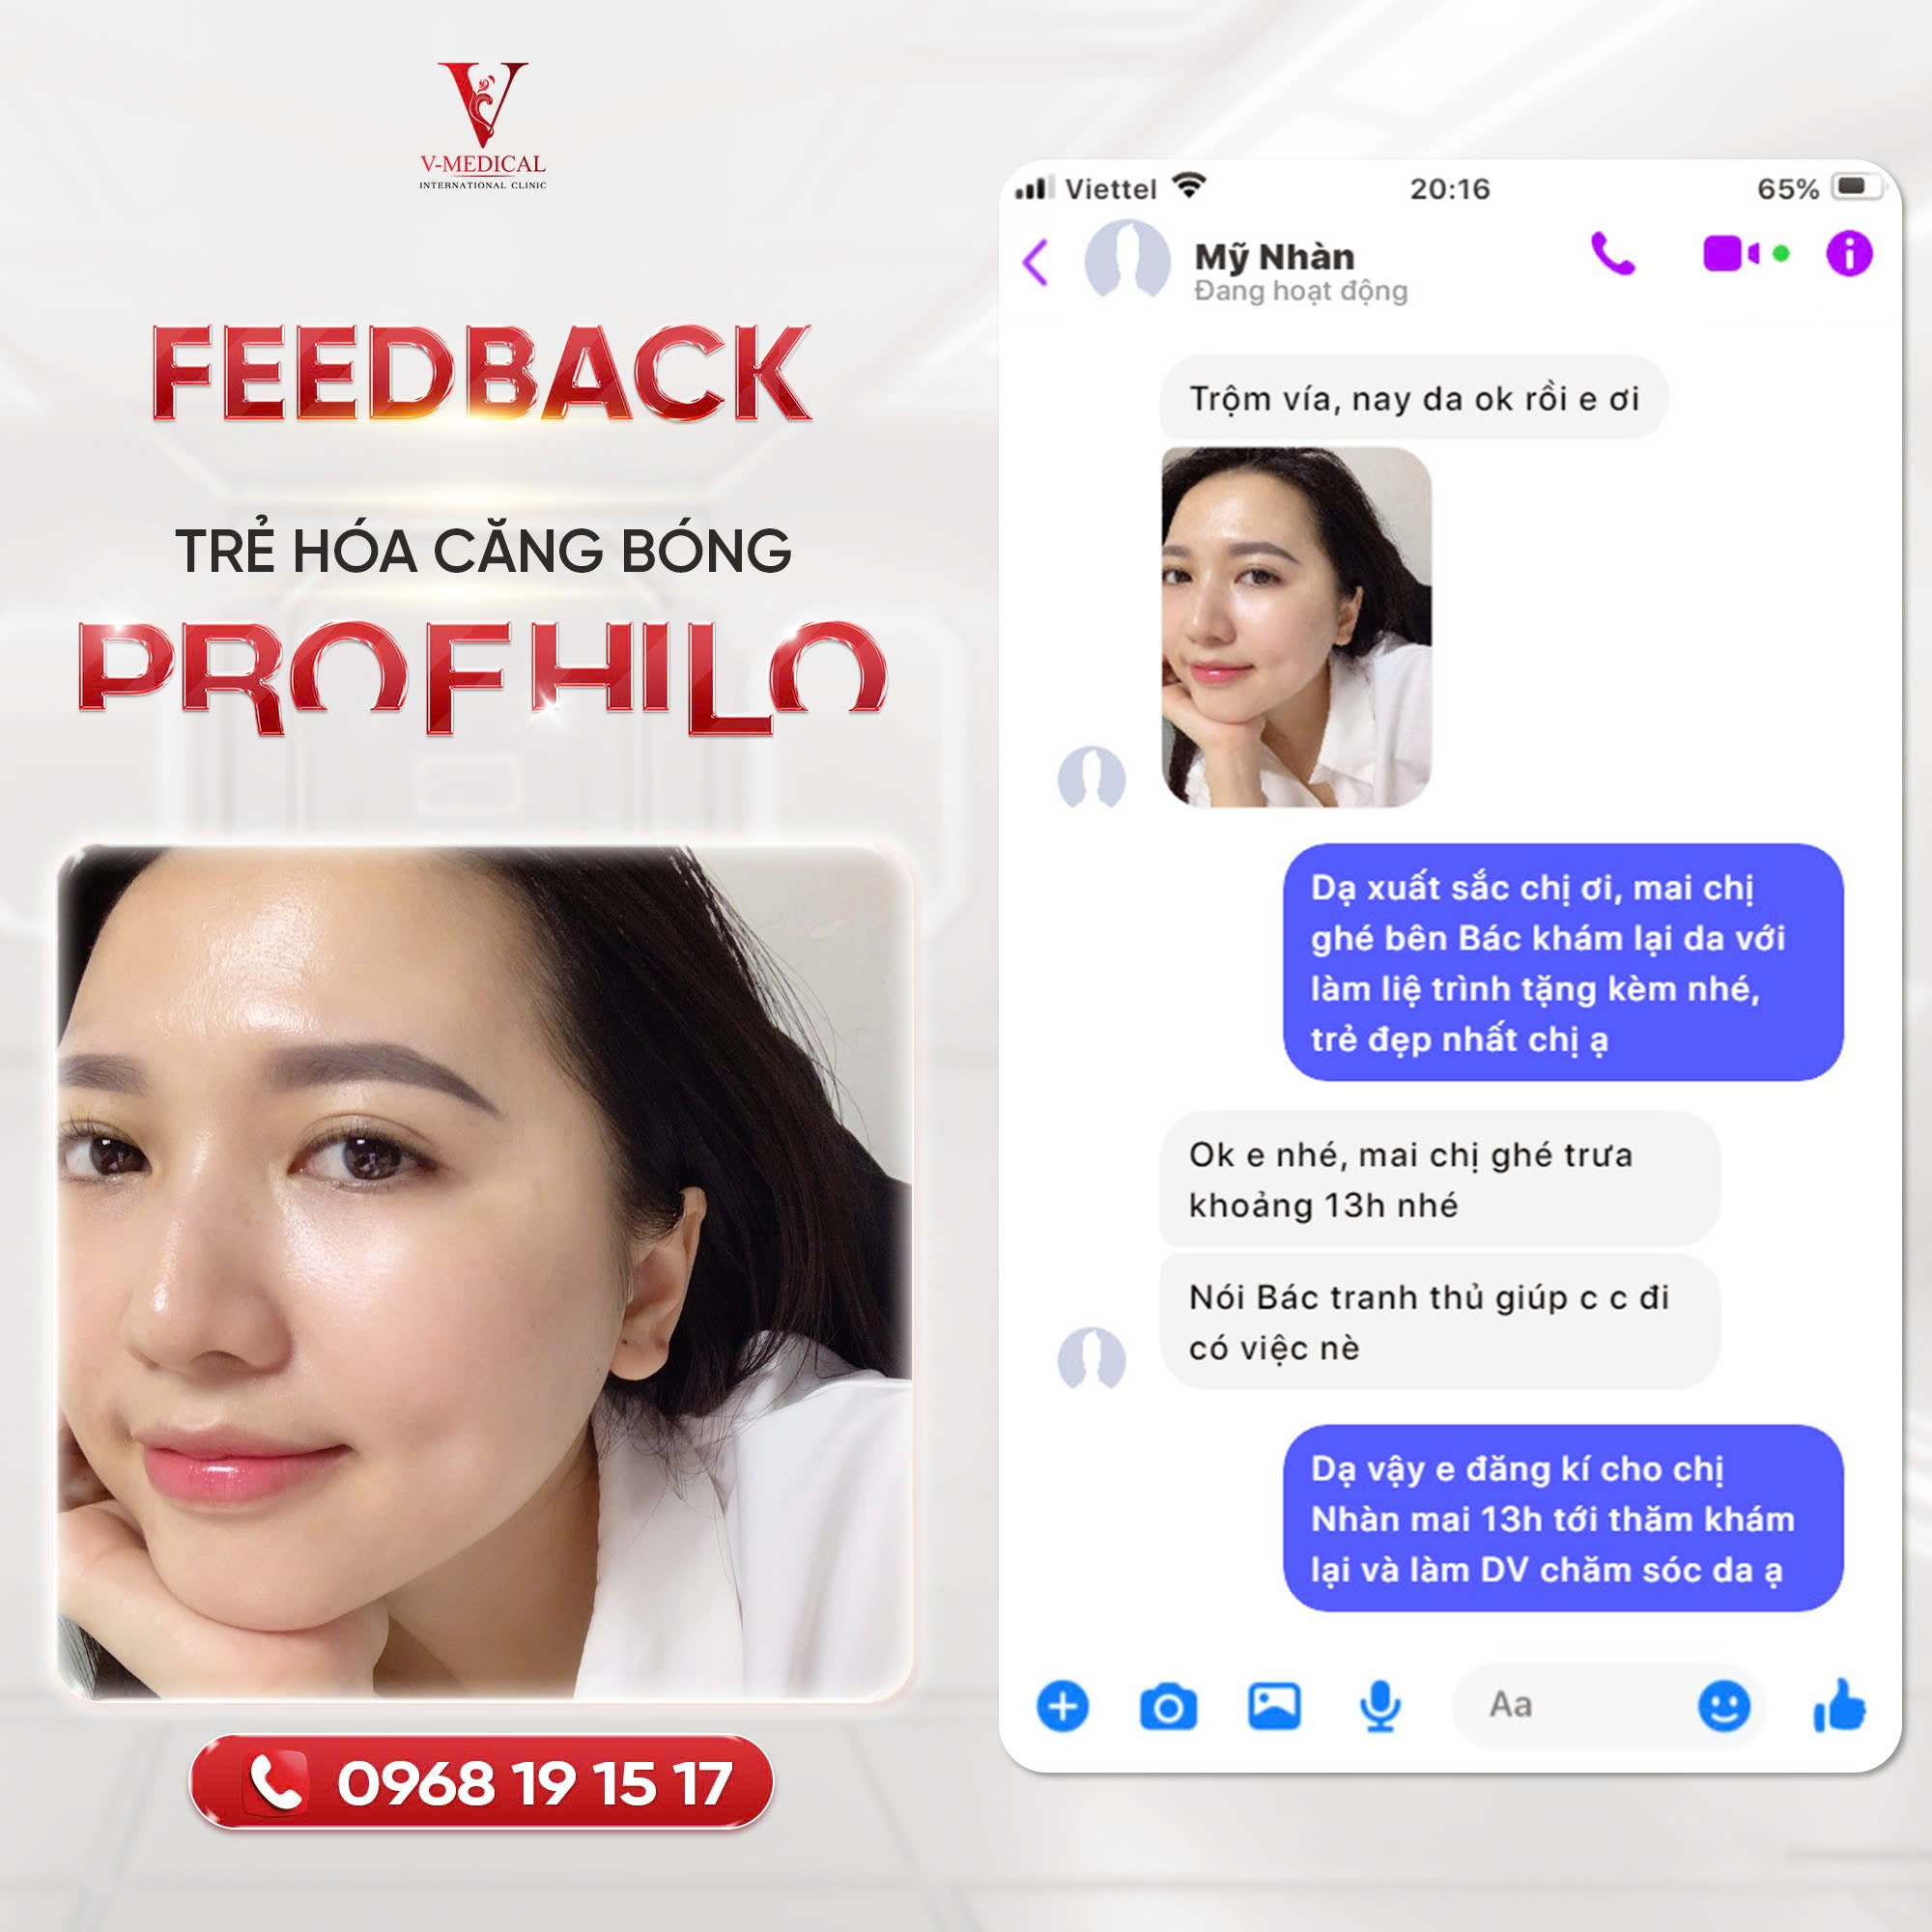 V-MEDICAL
INTERNATIONAL CLINIC
FEEDBACK
TRẺ HÓA CĂNG BÓNG
PROFHILO
0968 19 15 17
Viettel
20:16
65%
Mỹ Nhàn
Đang hoạt động
Trộm vía, nay da ok rồi e ơi
Dạ xuất sắc chị ơi, mai chị
ghé bên Bác khám lại da với
làm liệ trình tặng kèm nhé,
trẻ đẹp nhất chị ạ
Ok e nhé, mai chị ghé trưa
khoảng 13h nhé
Nói Bác tranh thủ giúp c c đi
có việc nè
Dạ vậy e đăng kí cho chị
Nhàn mai 13h tới thăm khám
lại và làm DV chăm sóc da ạ
Aa